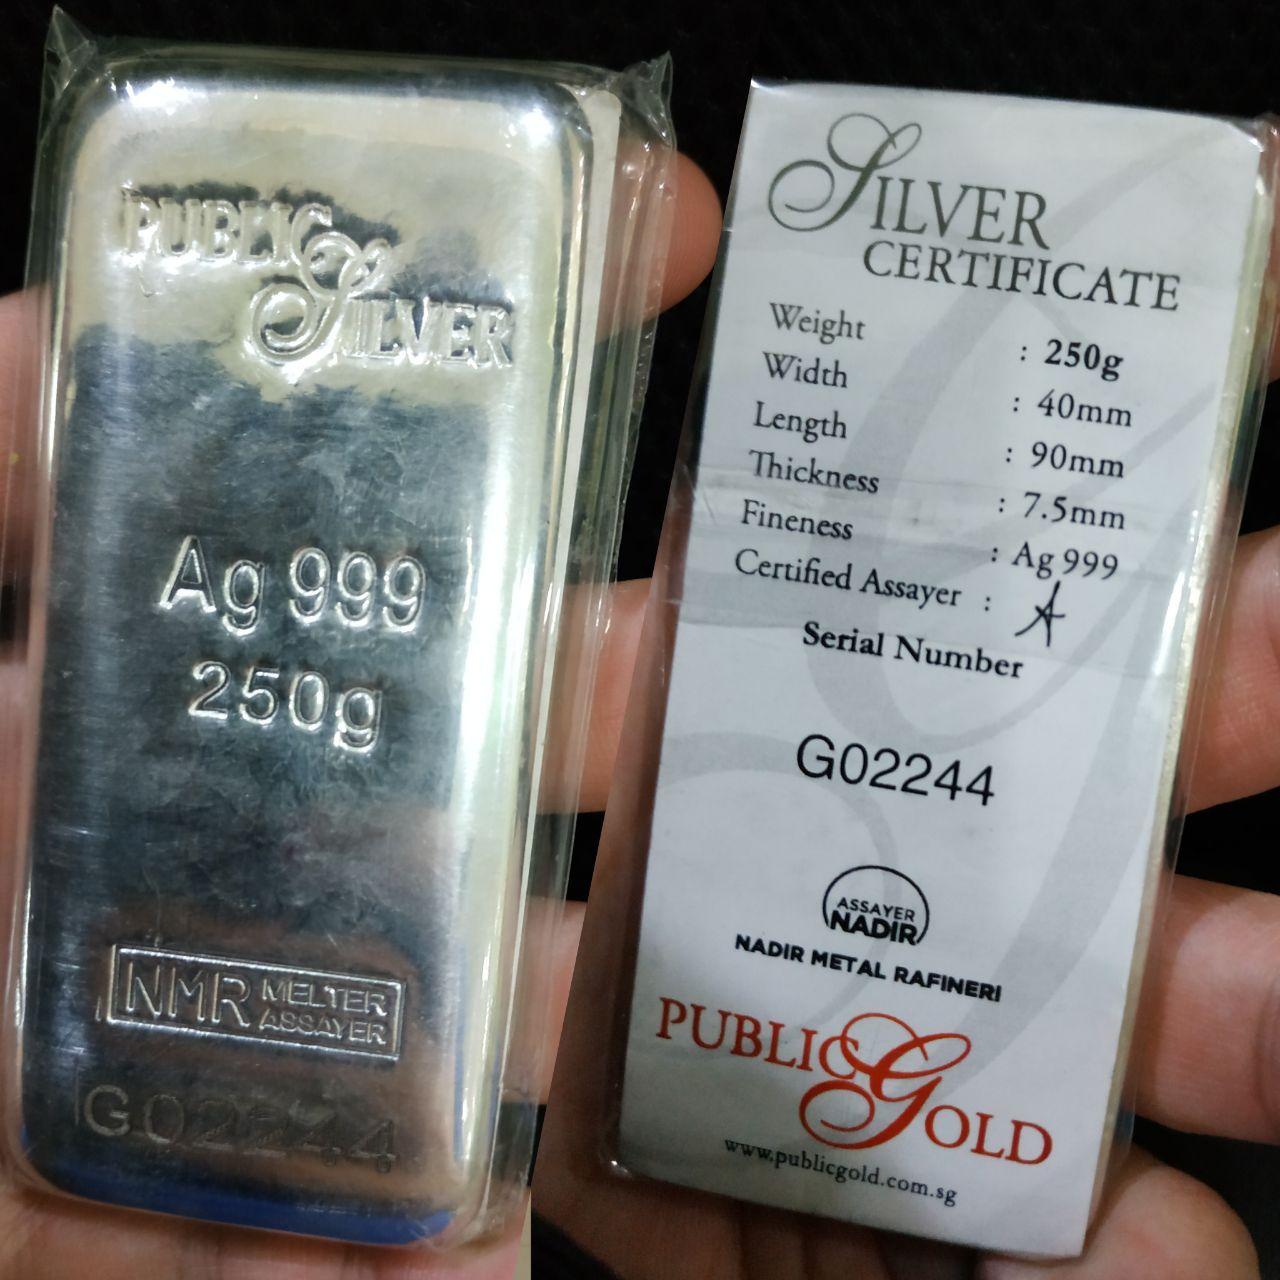 PUBLIC
SILVER
Ag 999
250g
NMR MELTER
ASSAYER
G02244
SILVER
CERTIFICATE
Weight : 250g
Width : 40mm
Length : 90mm
Thickness : 7.5mm
Fineness : Ag 999
Certified Assayer :
Serial Number
G02244
ASSAYER
NADIR
NADIR METAL RAFINERI
PUBLIC
GOLD
www.publicgold.com.sg